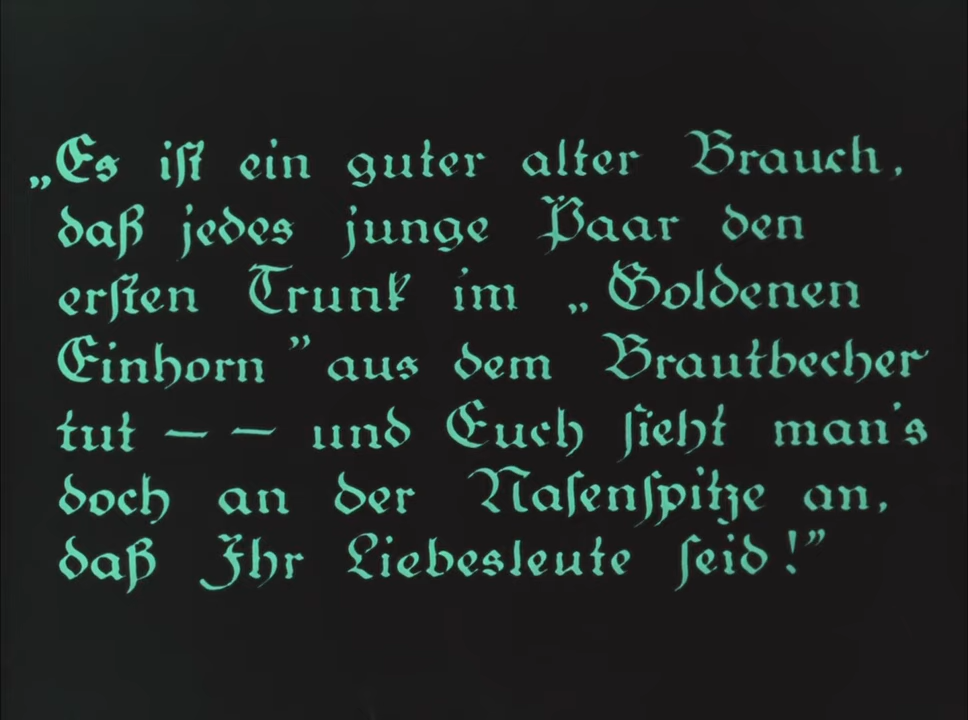 „Es iſt ein guter alter Brauch,
daß jedes junge Paar den
erſten Trunk im „Goldenen
Einhorn” aus dem Brautbecher
tut — — und Euch ſieht man's
doch an der Naſenſpitze an,
daß Ihr Liebesleute ſeid!”